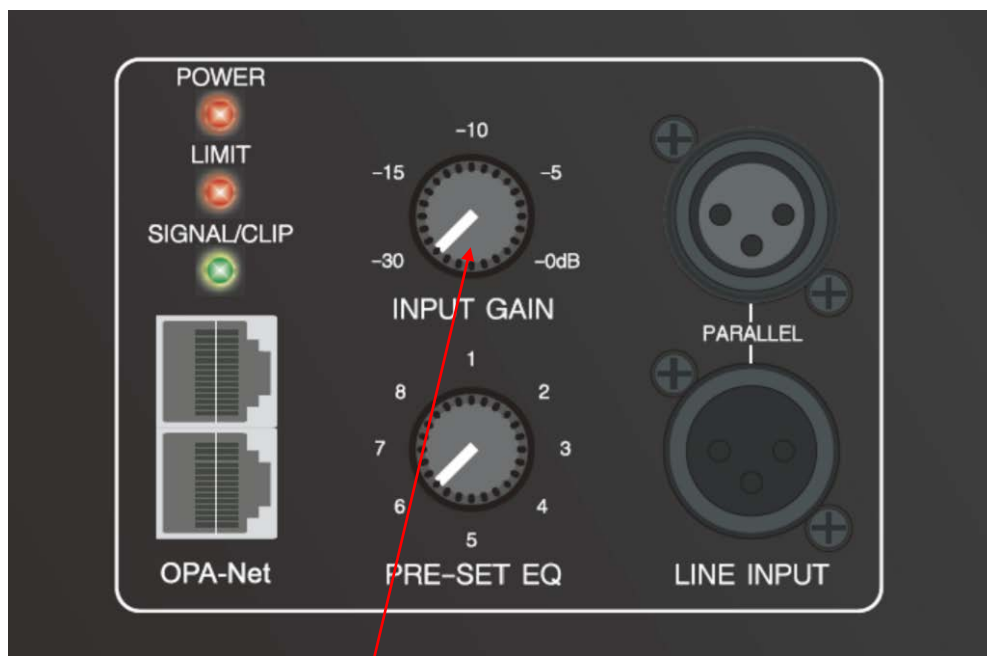 POWER
LIMIT
SIGNAL/CLIP
OPA-Net
-10
-15
-5
-30
-0dB
INPUT GAIN
1
8
2
7
3
6
4
5
PRE-SET EQ
PARALLEL
LINE INPUT